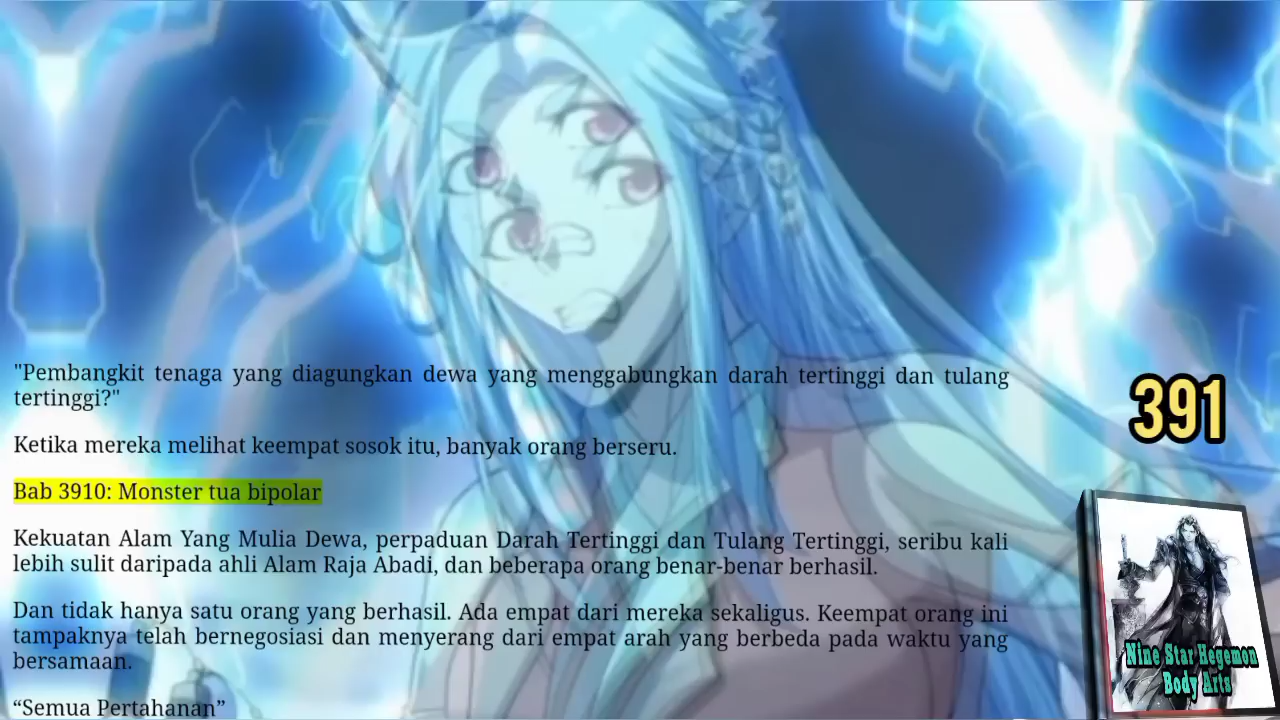 "Pembangkit tenaga yang diagungkan dewa yang menggabungkan darah tertinggi dan tulang
tertinggi?"
Ketika mereka melihat keempat sosok itu, banyak orang berseru.
Bab 3910: Monster tua bipolar
Kekuatan Alam Yang Mulia Dewa, perpaduan Darah Tertinggi dan Tulang Tertinggi, seribu kali
lebih sulit daripada ahli Alam Raja Abadi, dan beberapa orang benar-benar berhasil.
Dan tidak hanya satu orang yang berhasil. Ada empat dari mereka sekaligus. Keempat orang ini
tampaknya telah bernegosiasi dan menyerang dari empat arah yang berbeda pada waktu yang
bersamaan.
“Semua Pertahanan”
391
Nine Star Hegemon
Body Arts